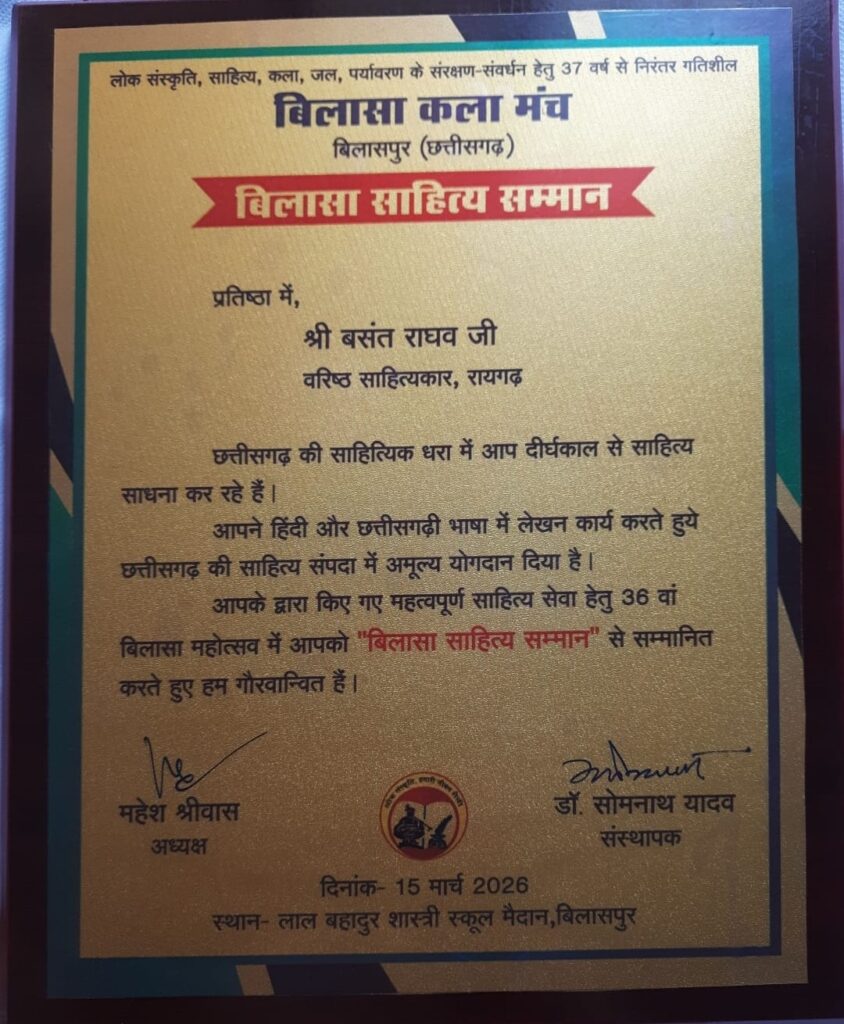 लोक संस्कृति, साहित्य, कला, जल, पर्यावरण के संरक्षण-संवर्धन हेतु 37 वर्ष से निरंतर गतिशील
बिलासा कला मंच
बिलासपुर (छत्तीसगढ़)
बिलासा साहित्य सम्मान
प्रतिष्ठा में,
श्री बसंत राघव जी
वरिष्ठ साहित्यकार, रायगढ़
छत्तीसगढ़ की साहित्यिक धरा में आप दीर्घकाल से साहित्य
साधना कर रहे हैं।
आपने हिंदी और छत्तीसगढ़ी भाषा में लेखन कार्य करते हुये
छत्तीसगढ़ की साहित्य संपदा में अमूल्य योगदान दिया है।
आपके द्वारा किए गए महत्वपूर्ण साहित्य सेवा हेतु 36 वां
बिलासा महोत्सव में आपको "बिलासा साहित्य सम्मान" से सम्मानित
करते हुए हम गौरवान्वित हैं।
महेश श्रीवास
अध्यक्ष
डॉ. सोमनाथ यादव
संस्थापक
दिनांक- 15 मार्च 2026
स्थान- लाल बहादुर शास्त्री स्कूल मैदान,बिलासपुर